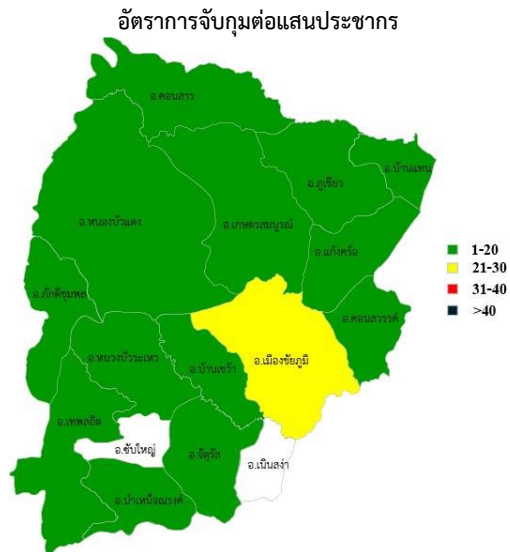 อัตราการจับกุมต่อแสนประชากร
อ.คอนสาร
อ.บ้านแท่น
อ.ภูเขียว
อ.หนองบัวแดง
อ.เกษตรสมบูรณ์
อ.แก้งคร้อ
1-20
21-30
31-40
>40
อ.ภักดีชุมพล
อ.คอนสวรรค์
อ.หนวงบัวระเหว
อ.บ้านเขว้า
อ.เมืองชัยภูมิ
อ.เทพสถิต
อ.ซับใหญ่
อ.จัตุรัส
อ.เนินสง่า
อ.บำเหน็จณรงค์